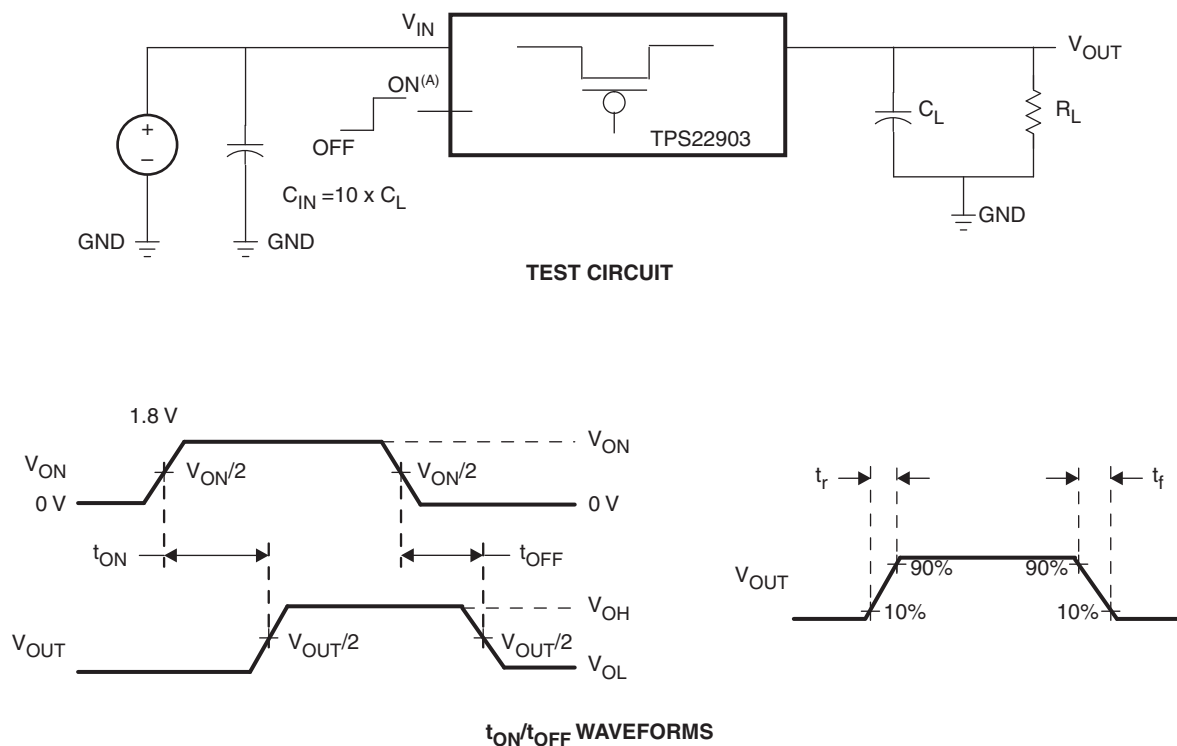 V_IN
V_OUT
ON(A)
OFF
+
–
TPS22903
C_L
R_L
C_IN =10 x C_L
GND
GND
GND
TEST CIRCUIT
1.8 V
V_ON
V_ON/2
V_ON/2
V_ON
0 V
0 V
t_ON
t_OFF
V_OUT
V_OUT/2
V_OUT/2
V_OH
V_OL
t_r
t_f
V_OUT
90%
90%
10%
10%
t_ON/t_OFF WAVEFORMS